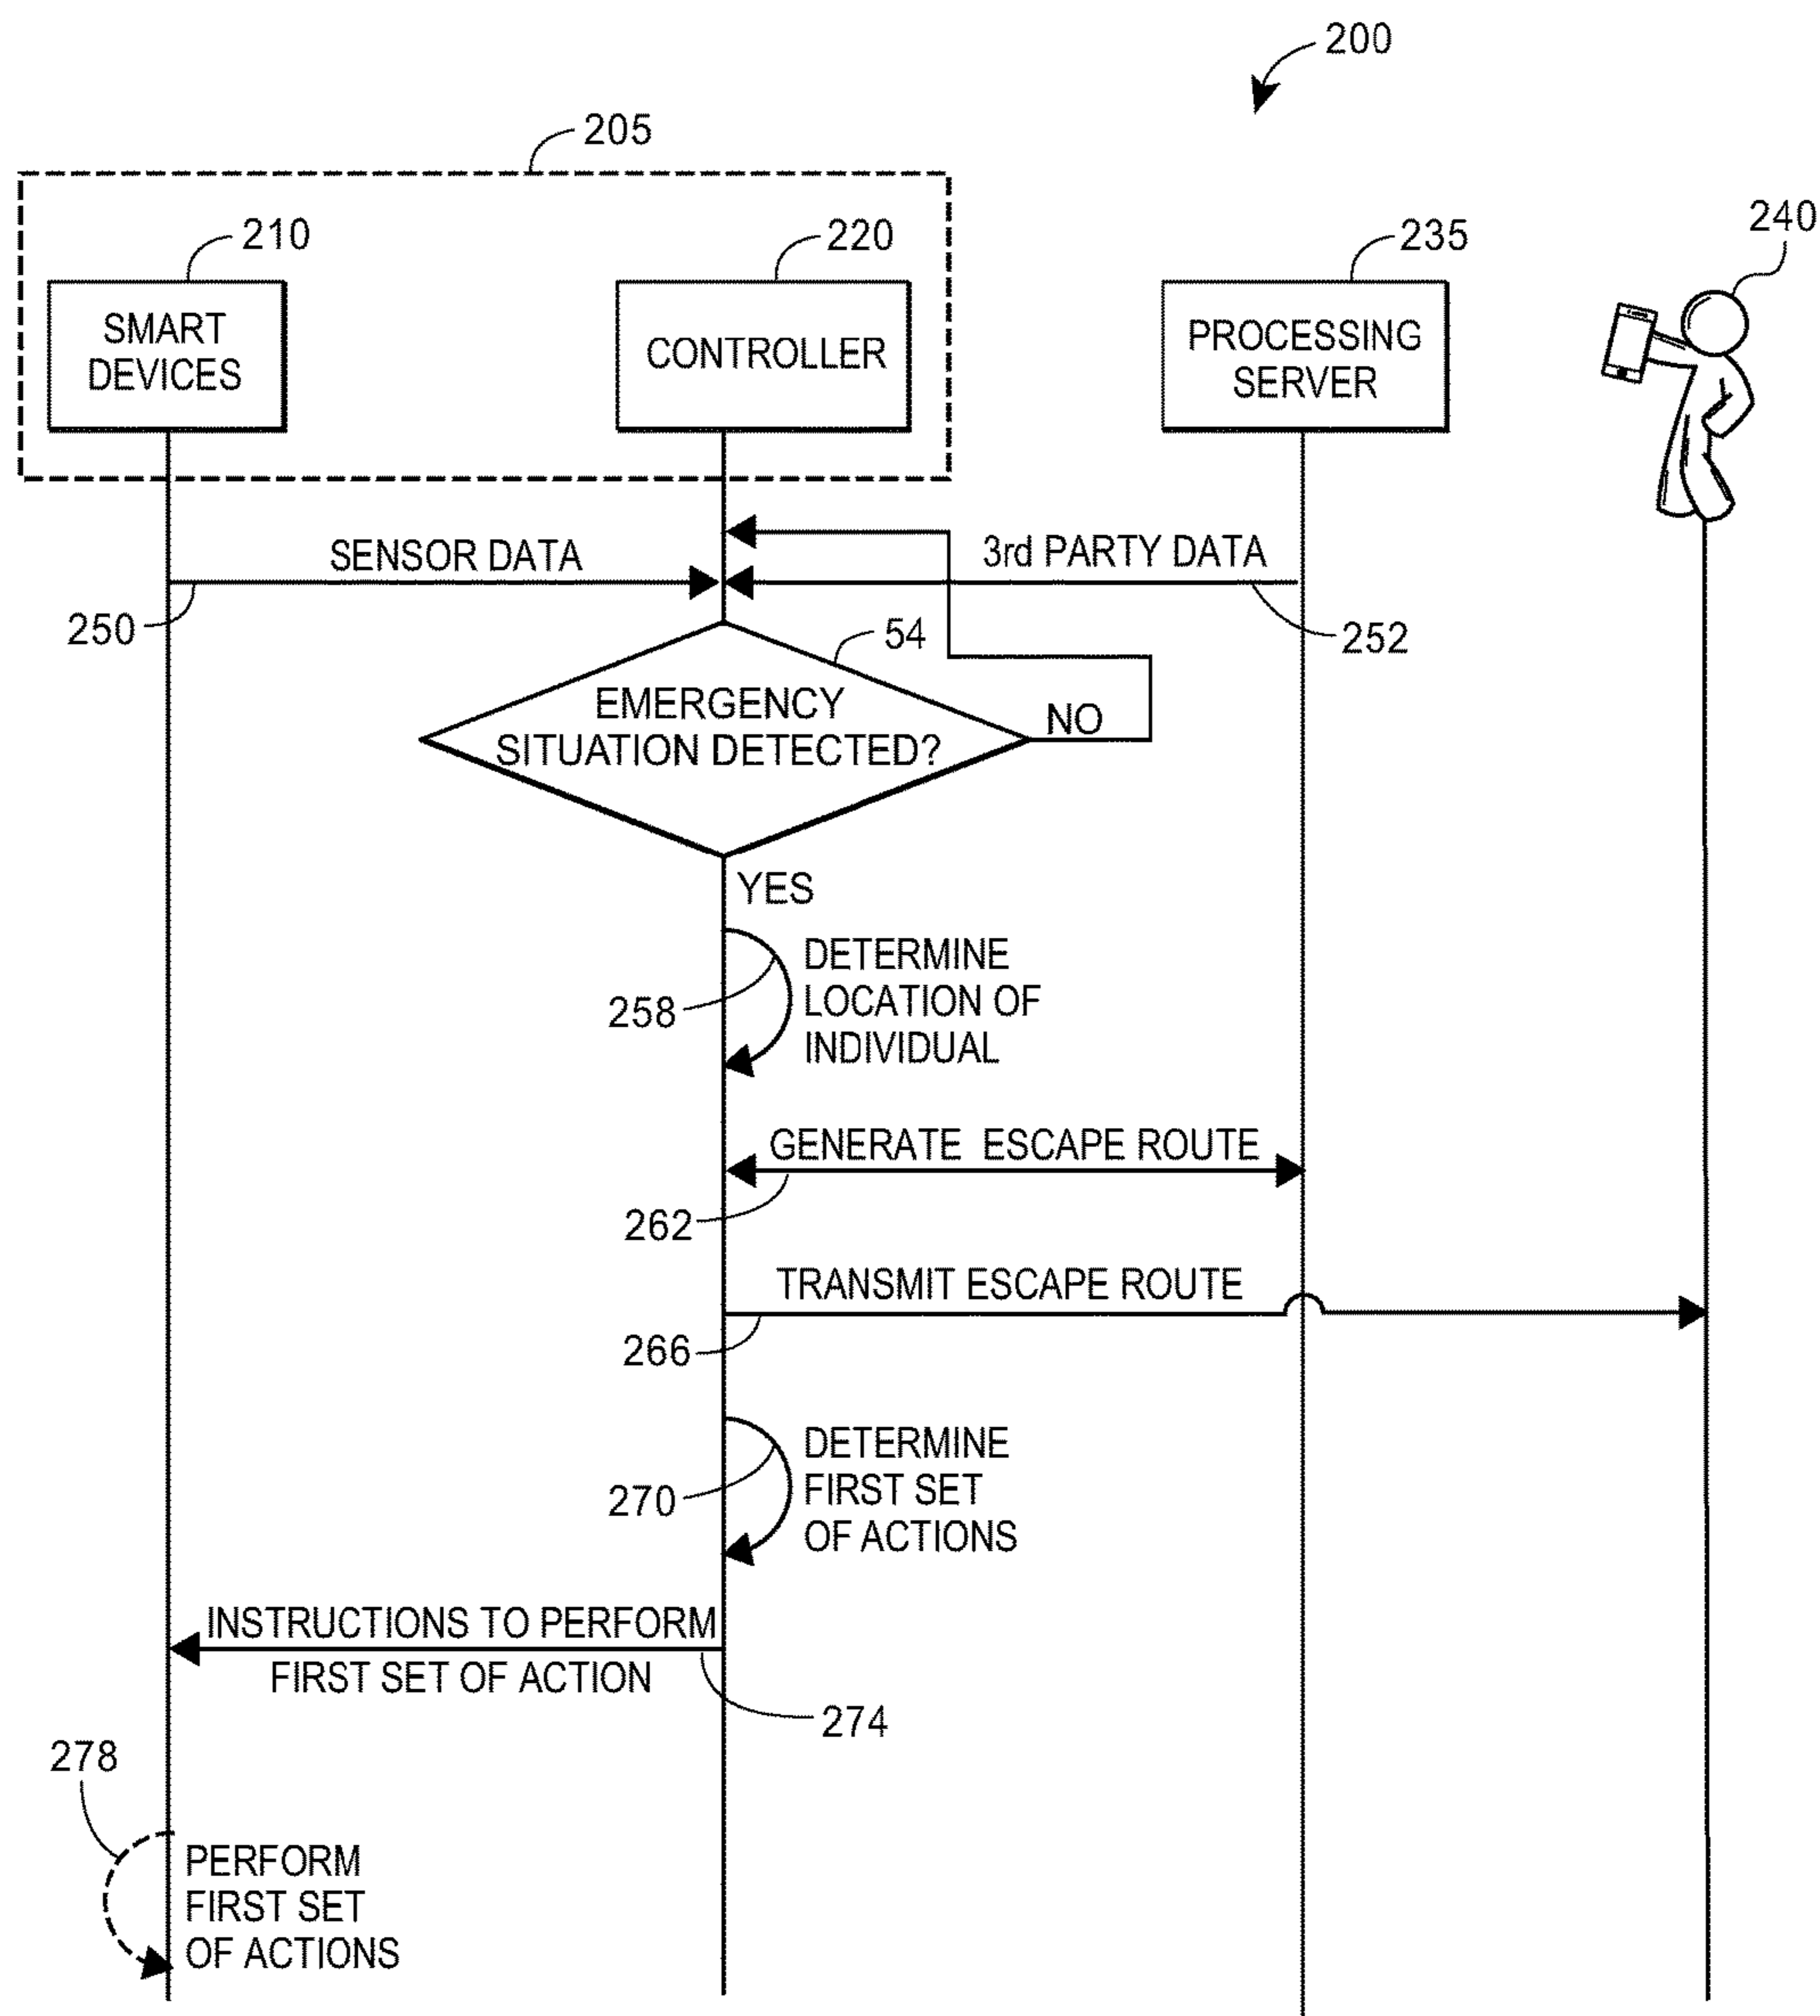 200
205
210
220
235
240
SMART
DEVICES
CONTROLLER
PROCESSING
SERVER
SENSOR DATA
3rd PARTY DATA
250
252
54
EMERGENCY
SITUATION DETECTED?
NO
YES
258
DETERMINE
LOCATION OF
INDIVIDUAL
GENERATE ESCAPE ROUTE
262
TRANSMIT ESCAPE ROUTE
266
270
DETERMINE
FIRST SET
OF ACTIONS
INSTRUCTIONS TO PERFORM
FIRST SET OF ACTION
274
278
PERFORM
FIRST SET
OF ACTIONS